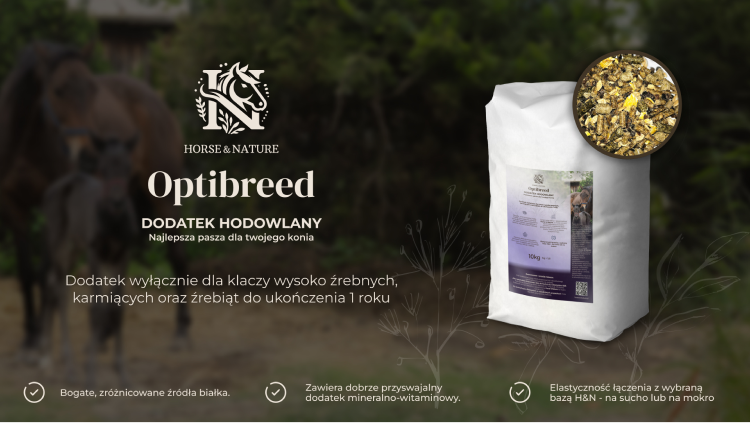 HORSE & NATURE
Optibreed
DODATEK HODOWLANY
Najlepsza pasza dla twojego konia
Dodatek wyłącznie dla klaczy wysoko źrebnych,
karmiących oraz źrebiąt do ukończenia 1 roku
Optibreed
10kg
Bogate, zróżnicowane źródła białka.
Zawiera dobrze przyswajalny
dodatek mineralno-witaminowy.
Elastyczność łączenia z wybraną
bazą H&N - na sucho lub na mokro